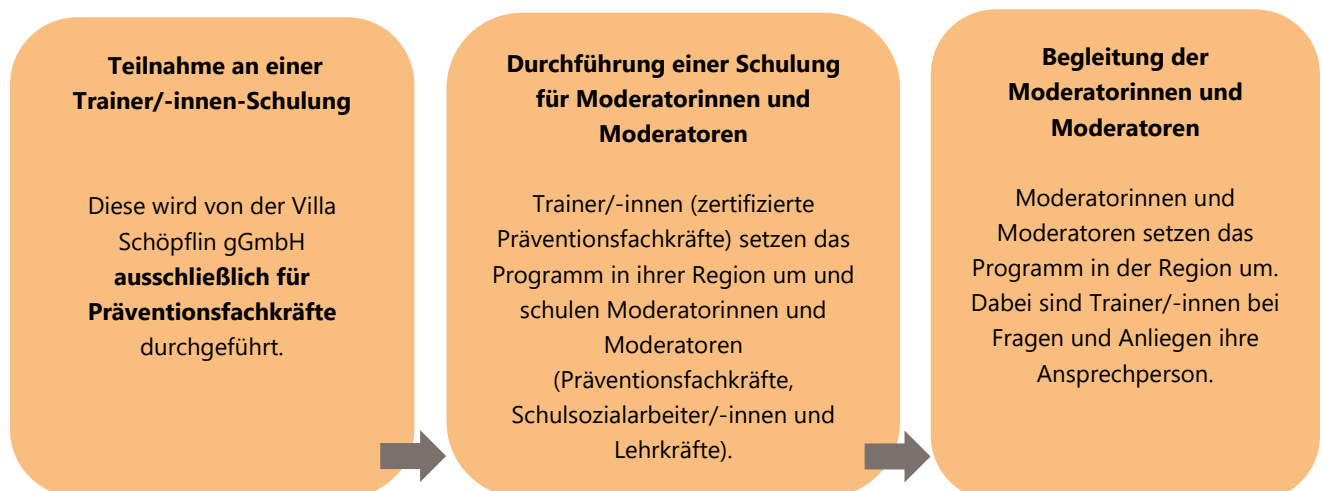 Teilnahme an einer
Trainer/-innen-Schulung
Diese wird von der Villa
Schöpflin gGmbH
ausschließlich für
Präventionsfachkräfte
durchgeführt.
Durchführung einer Schulung
für Moderatorinnen und
Moderatoren
Trainer/-innen (zertifizierte
Präventionsfachkräfte) setzen das
Programm in ihrer Region um und
schulen Moderatorinnen und
Moderatoren
(Präventionsfachkräfte,
Schulsozialarbeiter/-innen und
Lehrkräfte).
Begleitung der
Moderatorinnen und
Moderatoren
Moderatorinnen und
Moderatoren setzen das
Programm in der Region um.
Dabei sind Trainer/-innen bei
Fragen und Anliegen ihre
Ansprechperson.